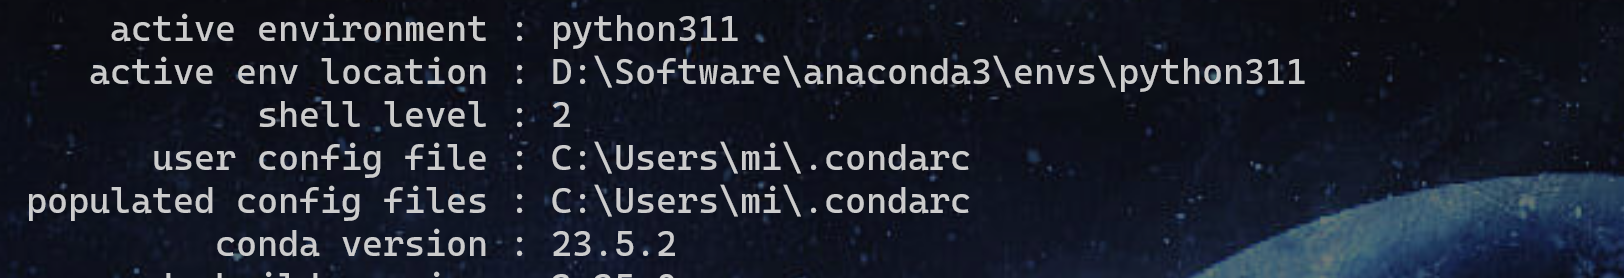 active environment : python311
active env location : D:\Software\anaconda3\envs\python311
shell level : 2
user config file : C:\Users\mi\.condarc
populated config files : C:\Users\mi\.condarc
conda version : 23.5.2